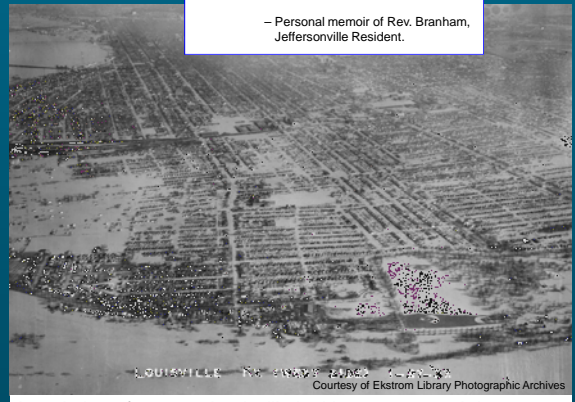 – Personal memoir of Rev. Branham,
Jeffersonville Resident.
LOUISVILLE KY
Courtesy of Ekstrom Library Photographic Archives